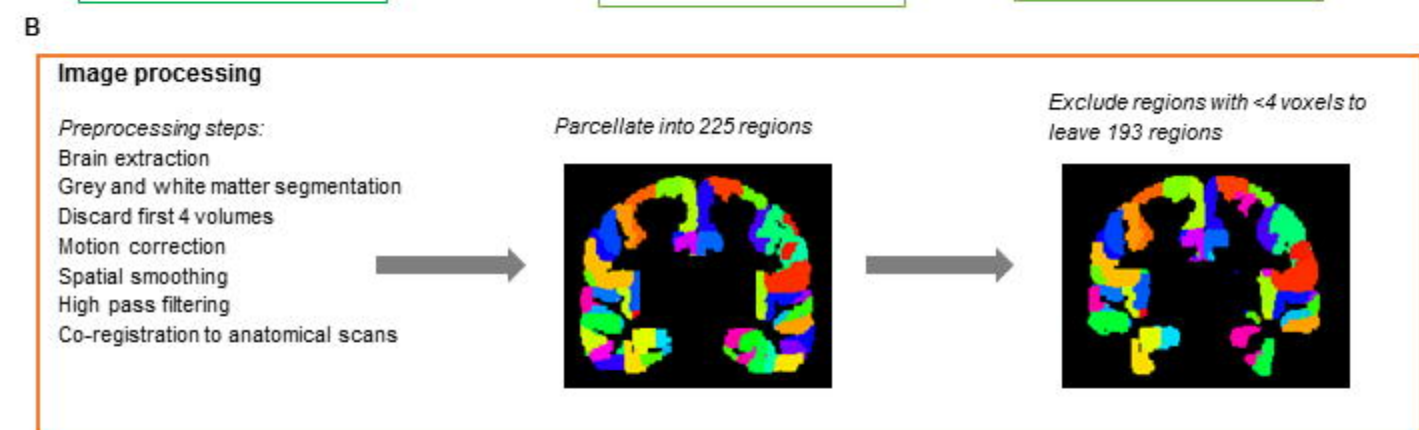 B
Image processing
Preprocessing steps:
Brain extraction
Grey and white matter segmentation
Discard first 4 volumes
Motion correction
Spatial smoothing
High pass filtering
Co-registration to anatomical scans
Parcellate into 225 regions
Exclude regions with <4 voxels to
leave 193 regions